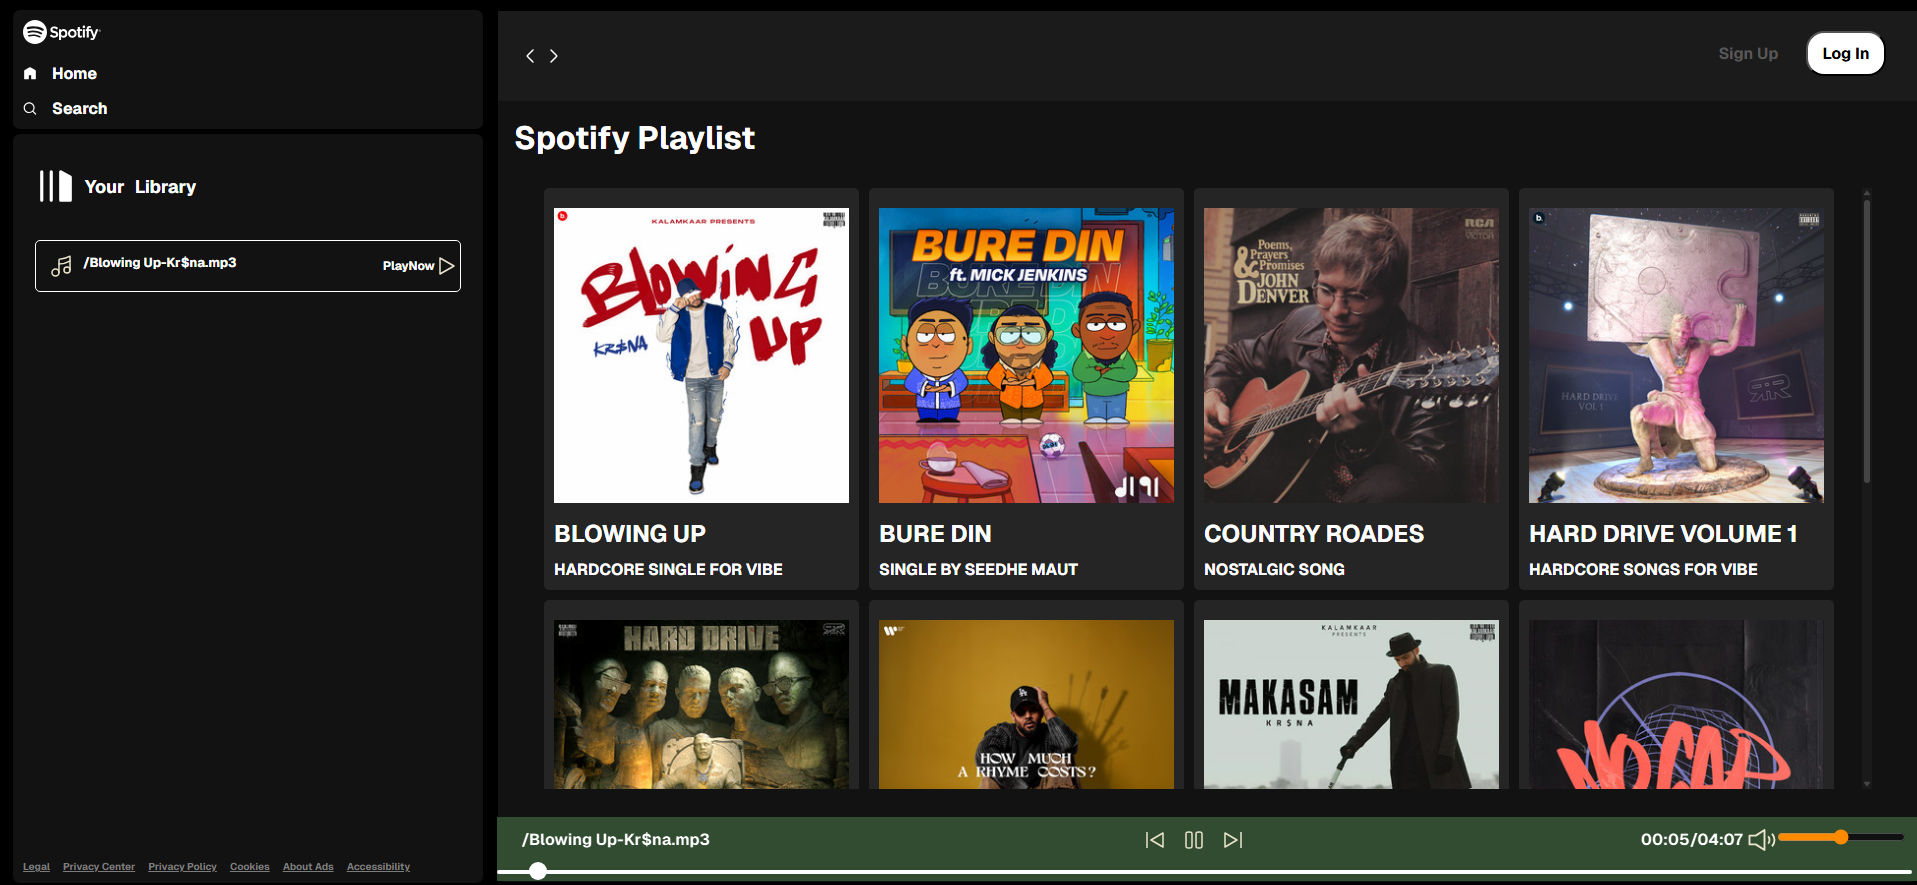 Spotify
Home
Search
Your Library
/Blowing Up-Kr$na.mp3
PlayNow
Legal Privacy Center Privacy Policy Cookies About Ads Accessibility
Sign Up
Log In
Spotify Playlist
KALAMKAAR PRESENTS
BLOWING
UP
KR$NA
BLOWING UP
HARDCORE SINGLE FOR VIBE
BURE DIN
ft. MICK JENKINS
BURE DIN
BURE DIN
SINGLE BY SEEDHE MAUT
RCA
VICTOR
Poems,
Prayers
& Promises
JOHN
DENVER
COUNTRY ROADES
NOSTALGIC SONG
b.
HARD DRIVE
VOL 1
HARD DRIVE VOLUME 1
HARDCORE SONGS FOR VIBE
HARD DRIVE
HOW MUCH
A RHYME COSTS?
KALAMKAAR
PRESENTS
MAKASAM
KR$NA
NO CAP
/Blowing Up-Kr$na.mp3
00:05/04:07